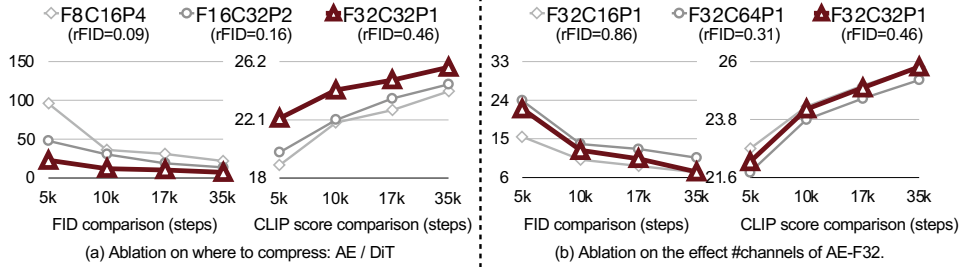 F8C16P4 F16C32P2 F32C32P1
(rFID=0.09) (rFID=0.16) (rFID=0.46)
150 100 50 0
5k 10k 17k 35k
FID comparison (steps)
26.2 22.1 18
5k 10k 17k 35k
CLIP score comparison (steps)
(a) Ablation on where to compress: AE / DiT
F32C16P1 F32C64P1 F32C32P1
(rFID=0.86) (rFID=0.31) (rFID=0.46)
33 24 15 6
5k 10k 17k 35k
FID comparison (steps)
26 23.8 21.6
5k 10k 17k 35k
CLIP score comparison (steps)
(b) Ablation on the effect #channels of AE-F32.